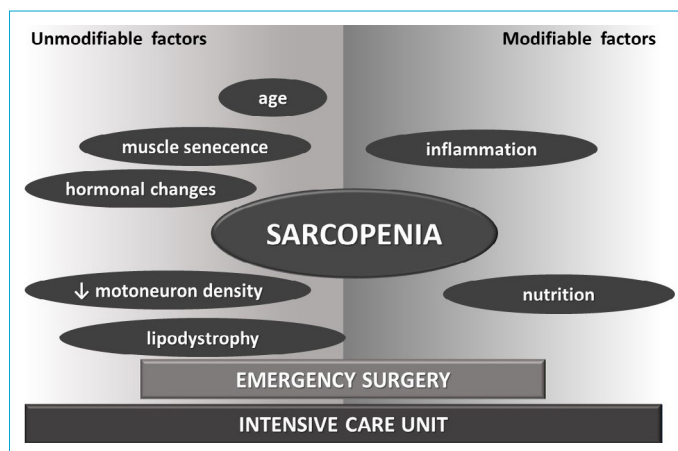 Unmodifiable factors
Modifiable factors
age
muscle senecence
inflammation
hormonal changes
SARCOPENIA
↓ motoneuron density
nutrition
lipodystrophy
EMERGENCY SURGERY
INTENSIVE CARE UNIT